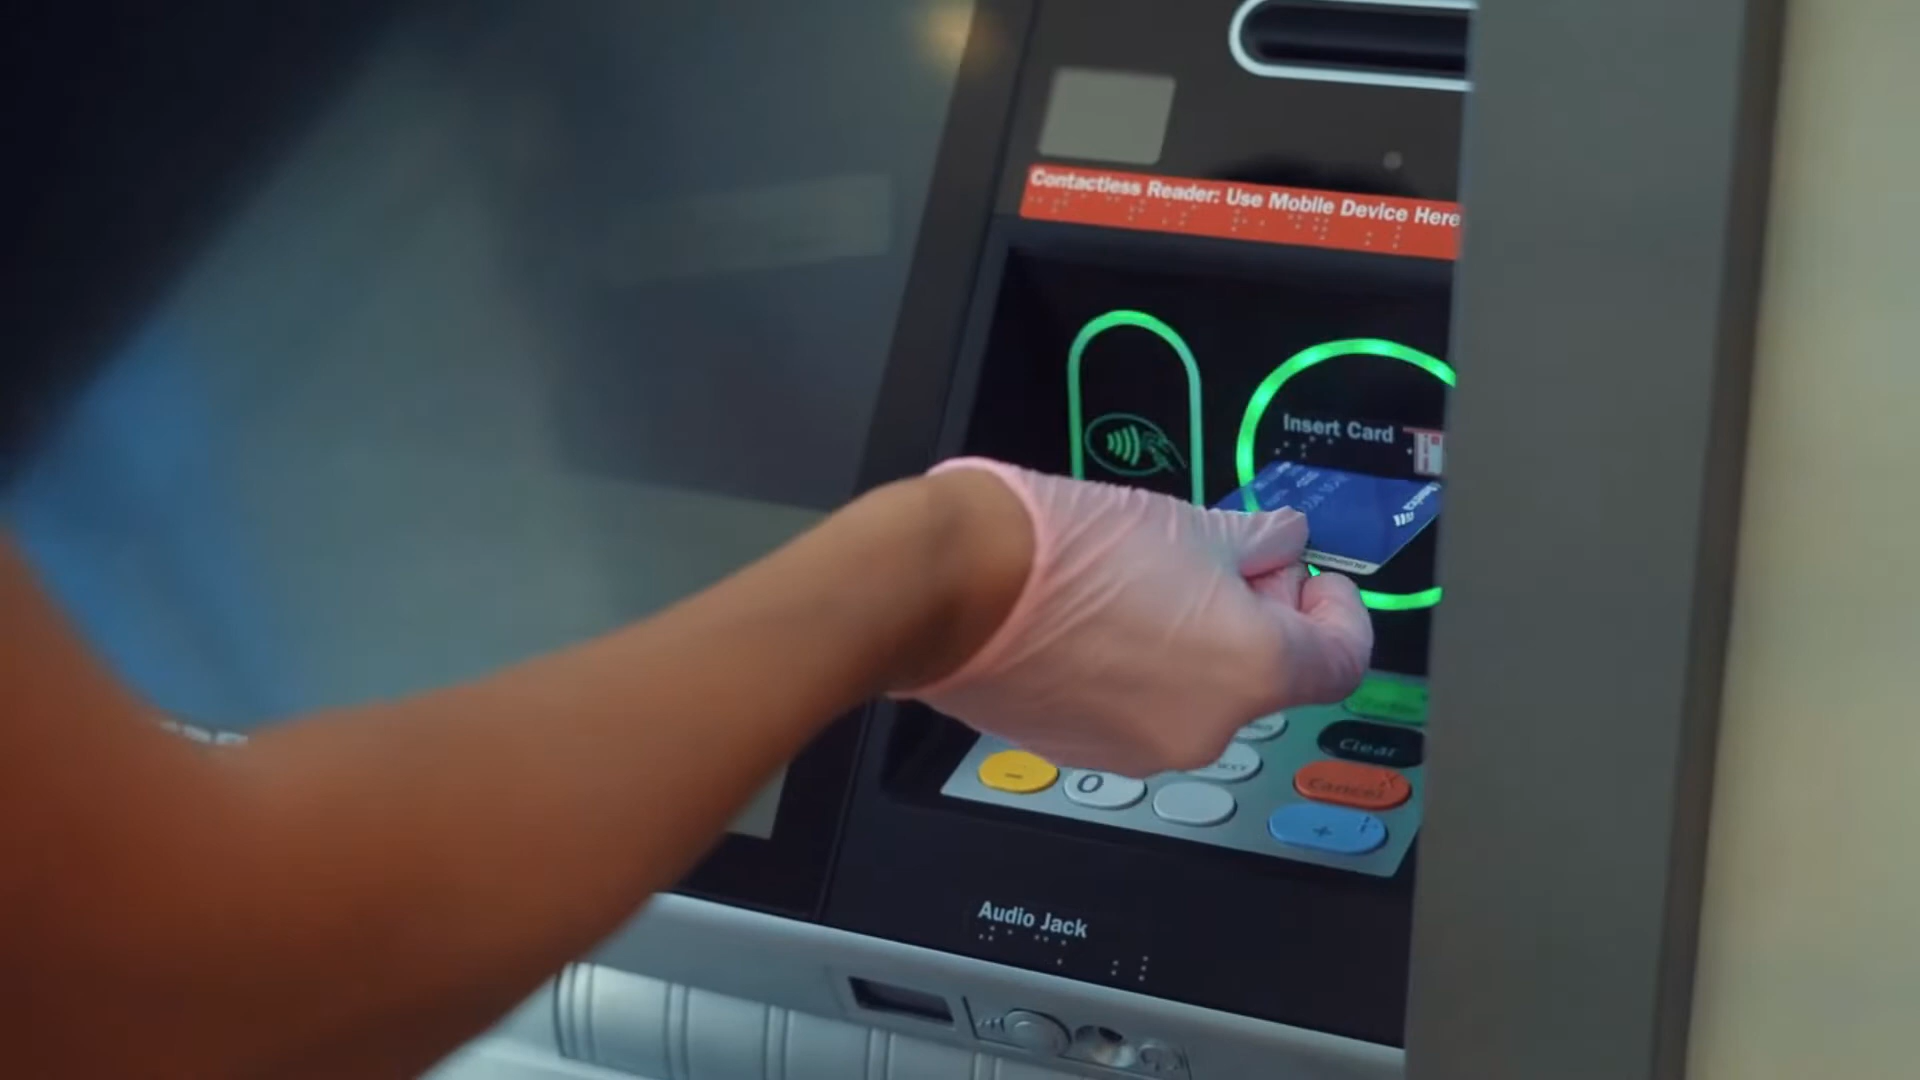 Contactless Reader: Use Mobile Device Here
Insert Card
Clear
0
Cancel
-
+
Audio Jack